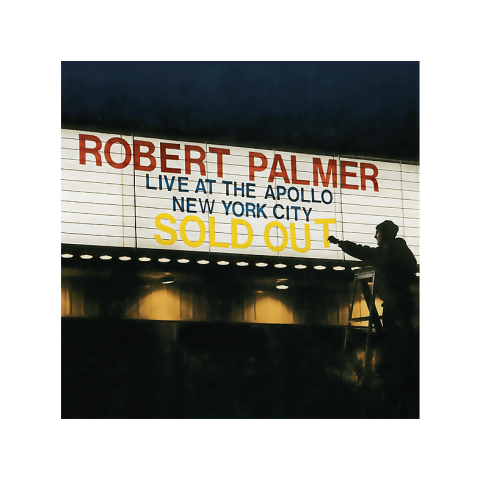 ROBERT PALMER
LIVE AT THE APOLLO
NEW YORK CITY
SOLD OUT